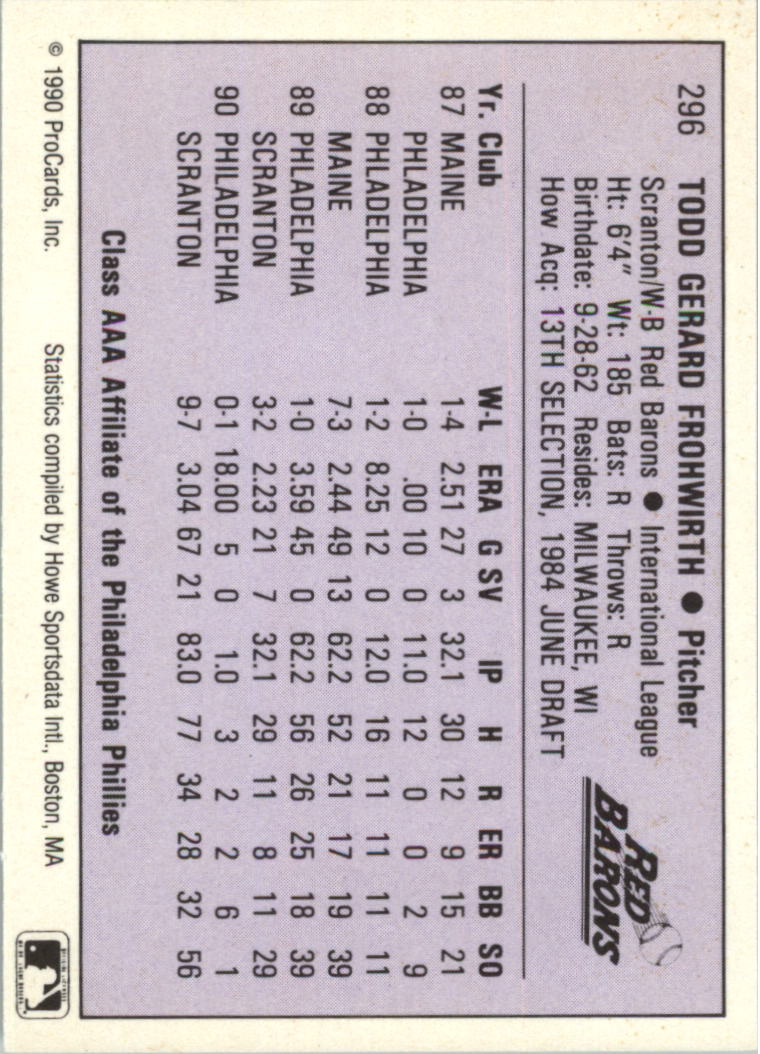 296 TODD GERARD FROHWIRTH ● Pitcher
Scranton/W-B Red Barons ● International League
Ht: 6'4" Wt: 185 Bats: R Throws: R
Birthdate: 9-28-62 Resides: MILWAUKEE, WI
How Acq: 13TH SELECTION, 1984 JUNE DRAFT
RED
BARONS
Yr. Club W-L ERA G SV IP H R ER BB SO
87 MAINE 1-4 2.51 27 3 32.1 30 12 9 15 21
PHILADELPHIA 1-0 .00 10 0 11.0 12 0 0 2 9
88 PHLADELPHIA 1-2 8.25 12 0 12.0 16 11 11 11 11
MAINE 7-3 2.44 49 13 62.2 52 21 17 19 39
89 PHLADELPHIA 1-0 3.59 45 0 62.2 56 26 25 18 39
SCRANTON 3-2 2.23 21 7 32.1 29 11 8 11 29
90 PHILADELPHIA 0-1 18.00 5 0 1.0 3 2 2 6 1
SCRANTON 9-7 3.04 67 21 83.0 77 34 28 32 56
Class AAA Affiliate of the Philadelphia Phillies
© 1990 ProCards, Inc. Statistics compiled by Howe Sportsdata Intl., Boston, MA